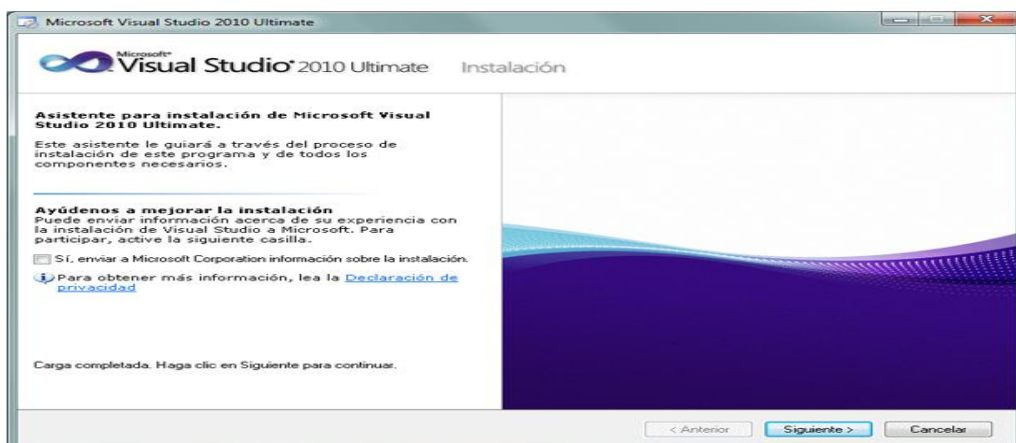 Microsoft Visual Studio 2010 Ultimate
Microsoft®
Visual Studio® 2010 Ultimate Instalación
Asistente para instalación de Microsoft Visual
Studio 2010 Ultimate.
Este asistente le guiará a través del proceso de
instalación de este programa y de todos los
componentes necesarios.
Ayúdenos a mejorar la instalación
Puede enviar información acerca de su experiencia con
la instalación de Visual Studio a Microsoft. Para
participar, active la siguiente casilla.
Sí, enviar a Microsoft Corporation información sobre la instalación.
Para obtener más información, lea la Declaración de
privacidad
Carga completada. Haga clic en Siguiente para continuar.
< Anterior Siguiente > Cancelar